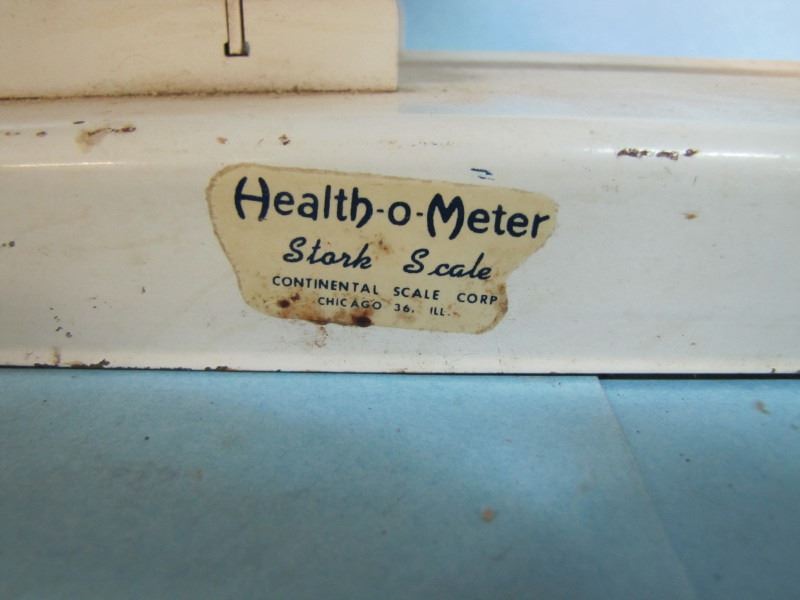 Health-o-Meter
Stork Scale
CONTINENTAL SCALE CORP
CHICAGO 36, ILL.